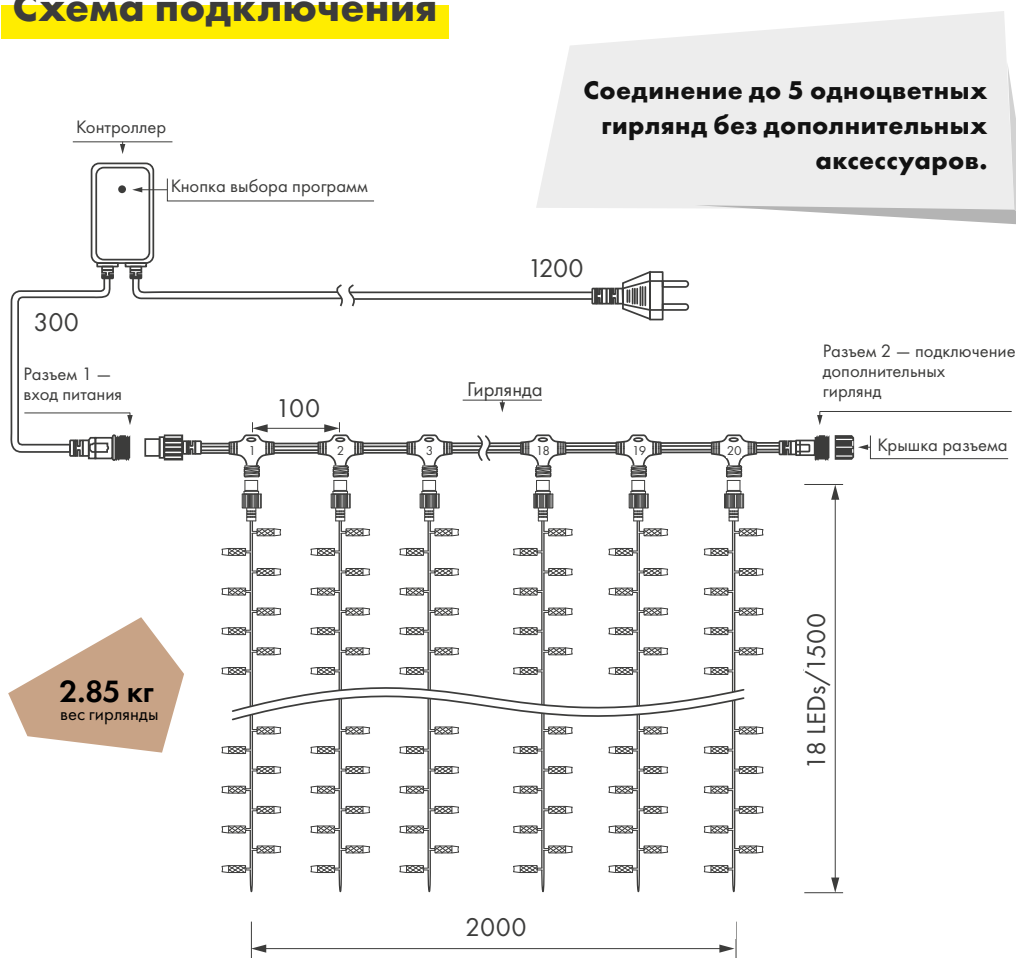 Схема подключения
Соединение до 5 одноцветных
гирлянд без дополнительных
аксессуаров.
Контроллер
Кнопка выбора программ
1200
300
Разъем 1 —
вход питания
100
Гирлянда
Разъем 2 — подключение
дополнительных
гирлянд
Крышка разъема
1
2
3
18
19
20
18 LEDs/1500
2.85 кг
вес гирлянды
2000